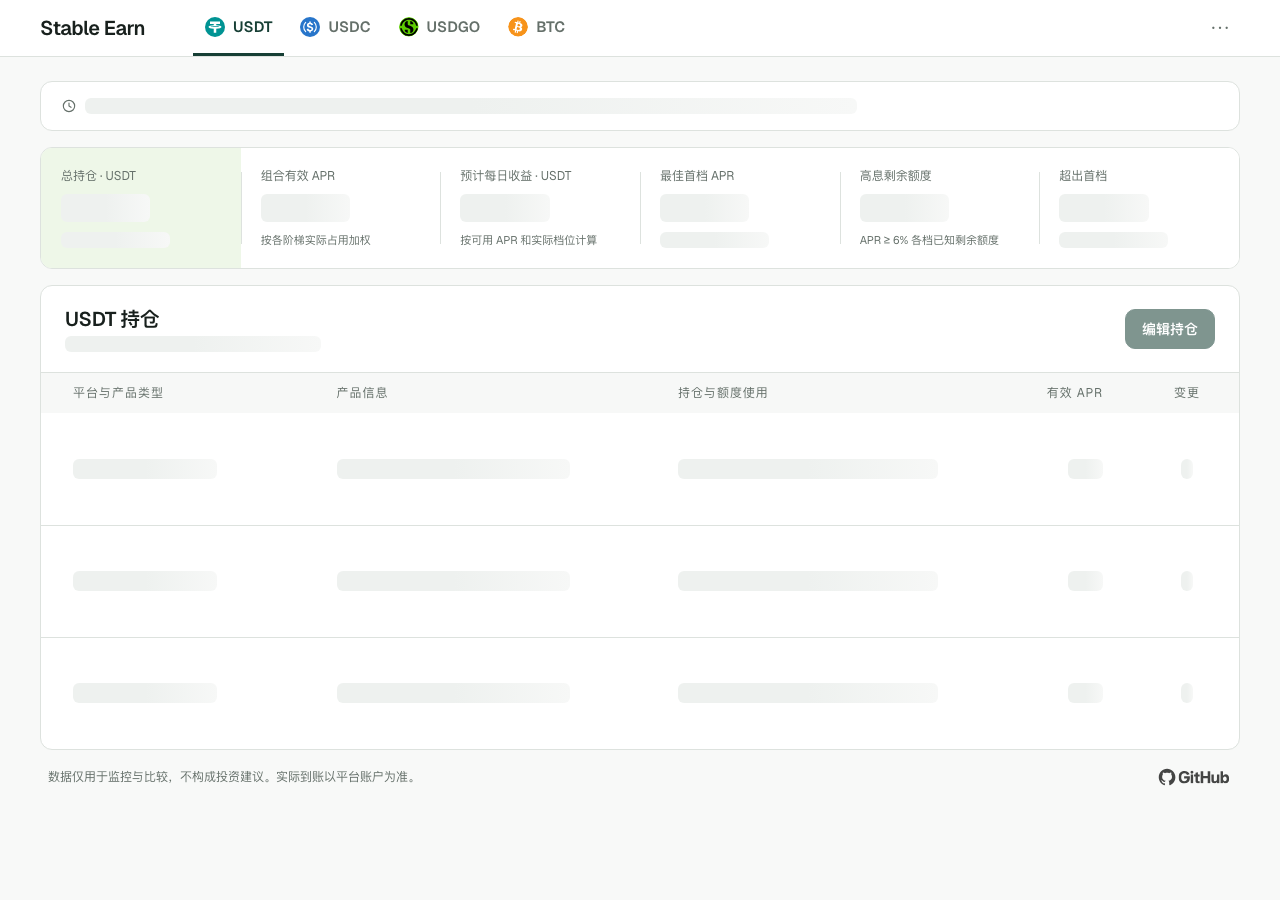 Stable Earn
USDT
USDC
USDGO
BTC
···
总持仓 · USDT
组合有效 APR
按各阶梯实际占用加权
预计每日收益 · USDT
按可用 APR 和实际档位计算
最佳首档 APR
高息剩余额度
APR ≥ 6% 各档已知剩余额度
超出首档
USDT 持仓
编辑持仓
平台与产品类型
产品信息
持仓与额度使用
有效 APR
变更
数据仅用于监控与比较，不构成投资建议。实际到账以平台账户为准。
GitHub